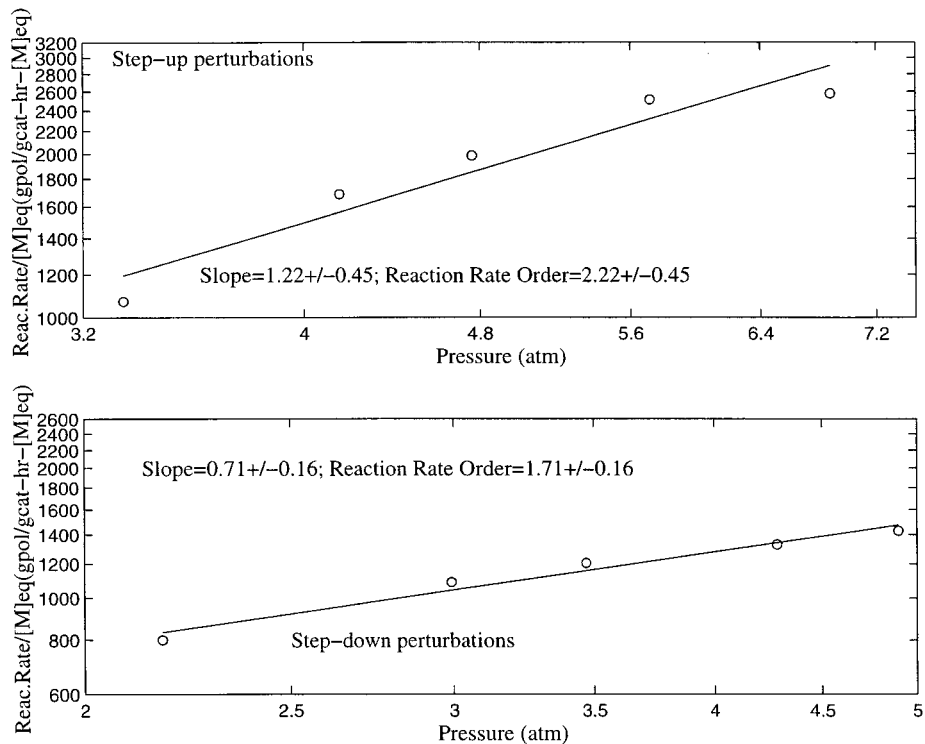 Reac.Rate/[M]eq(gpol/gcat−hr−[M]eq)
3200
2800
2600
2400
2200
2000
1800
1600
1400
1200
1000
Step−up perturbations
Slope=1.22+/−0.45; Reaction Rate Order=2.22+/−0.45
3.2 4 4.8 5.6 6.4 7.2
Pressure (atm)
Reac.Rate/[M]eq(gpol/gcat−hr−[M]eq)
2600
2400
2200
2000
1800
1600
1400
1200
1000
800
600
Slope=0.71+/−0.16; Reaction Rate Order=1.71+/−0.16
Step−down perturbations
2 2.5 3 3.5 4 4.5 5
Pressure (atm)